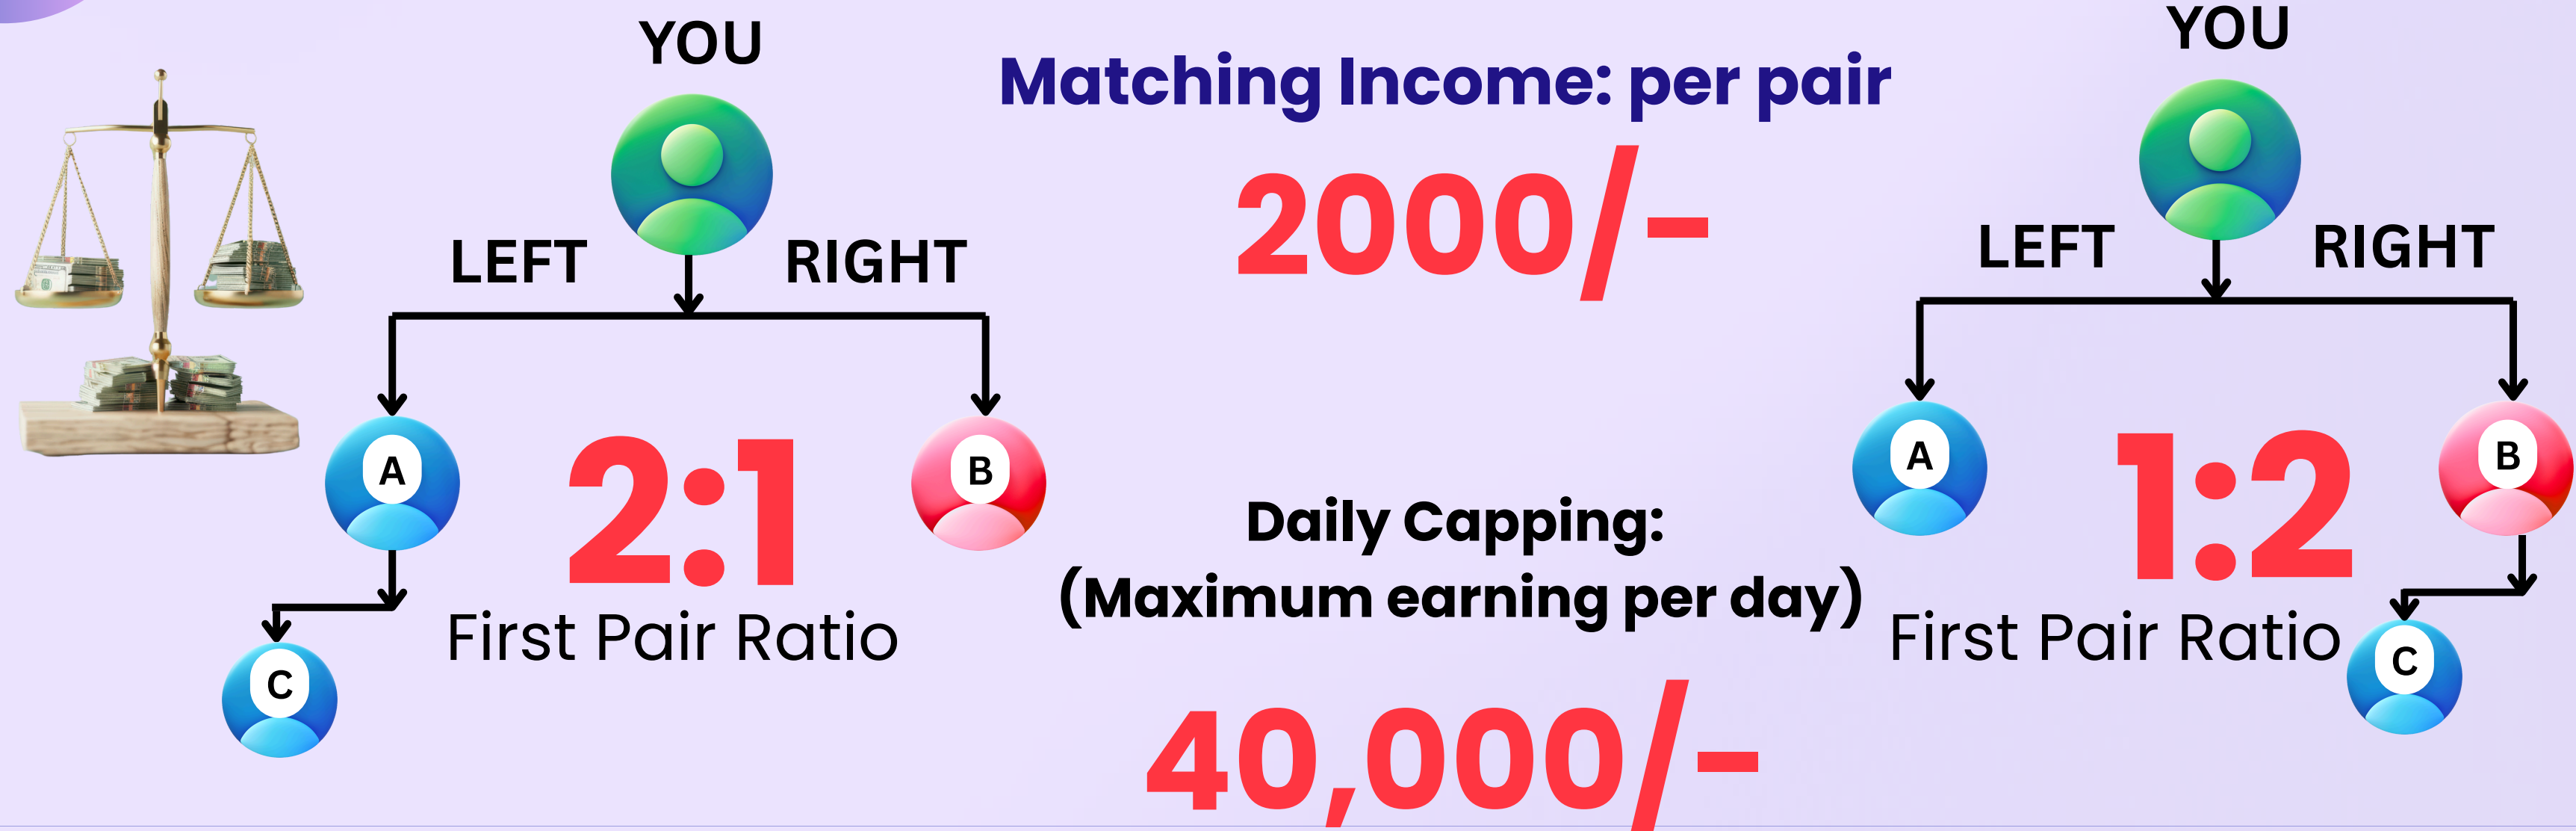 YOU
LEFT
RIGHT
A
2:1
B
First Pair Ratio
C
Matching Income: per pair
2000/-
Daily Capping:
(Maximum earning per day)
40,000/-
YOU
LEFT
RIGHT
A
1:2
B
First Pair Ratio
C